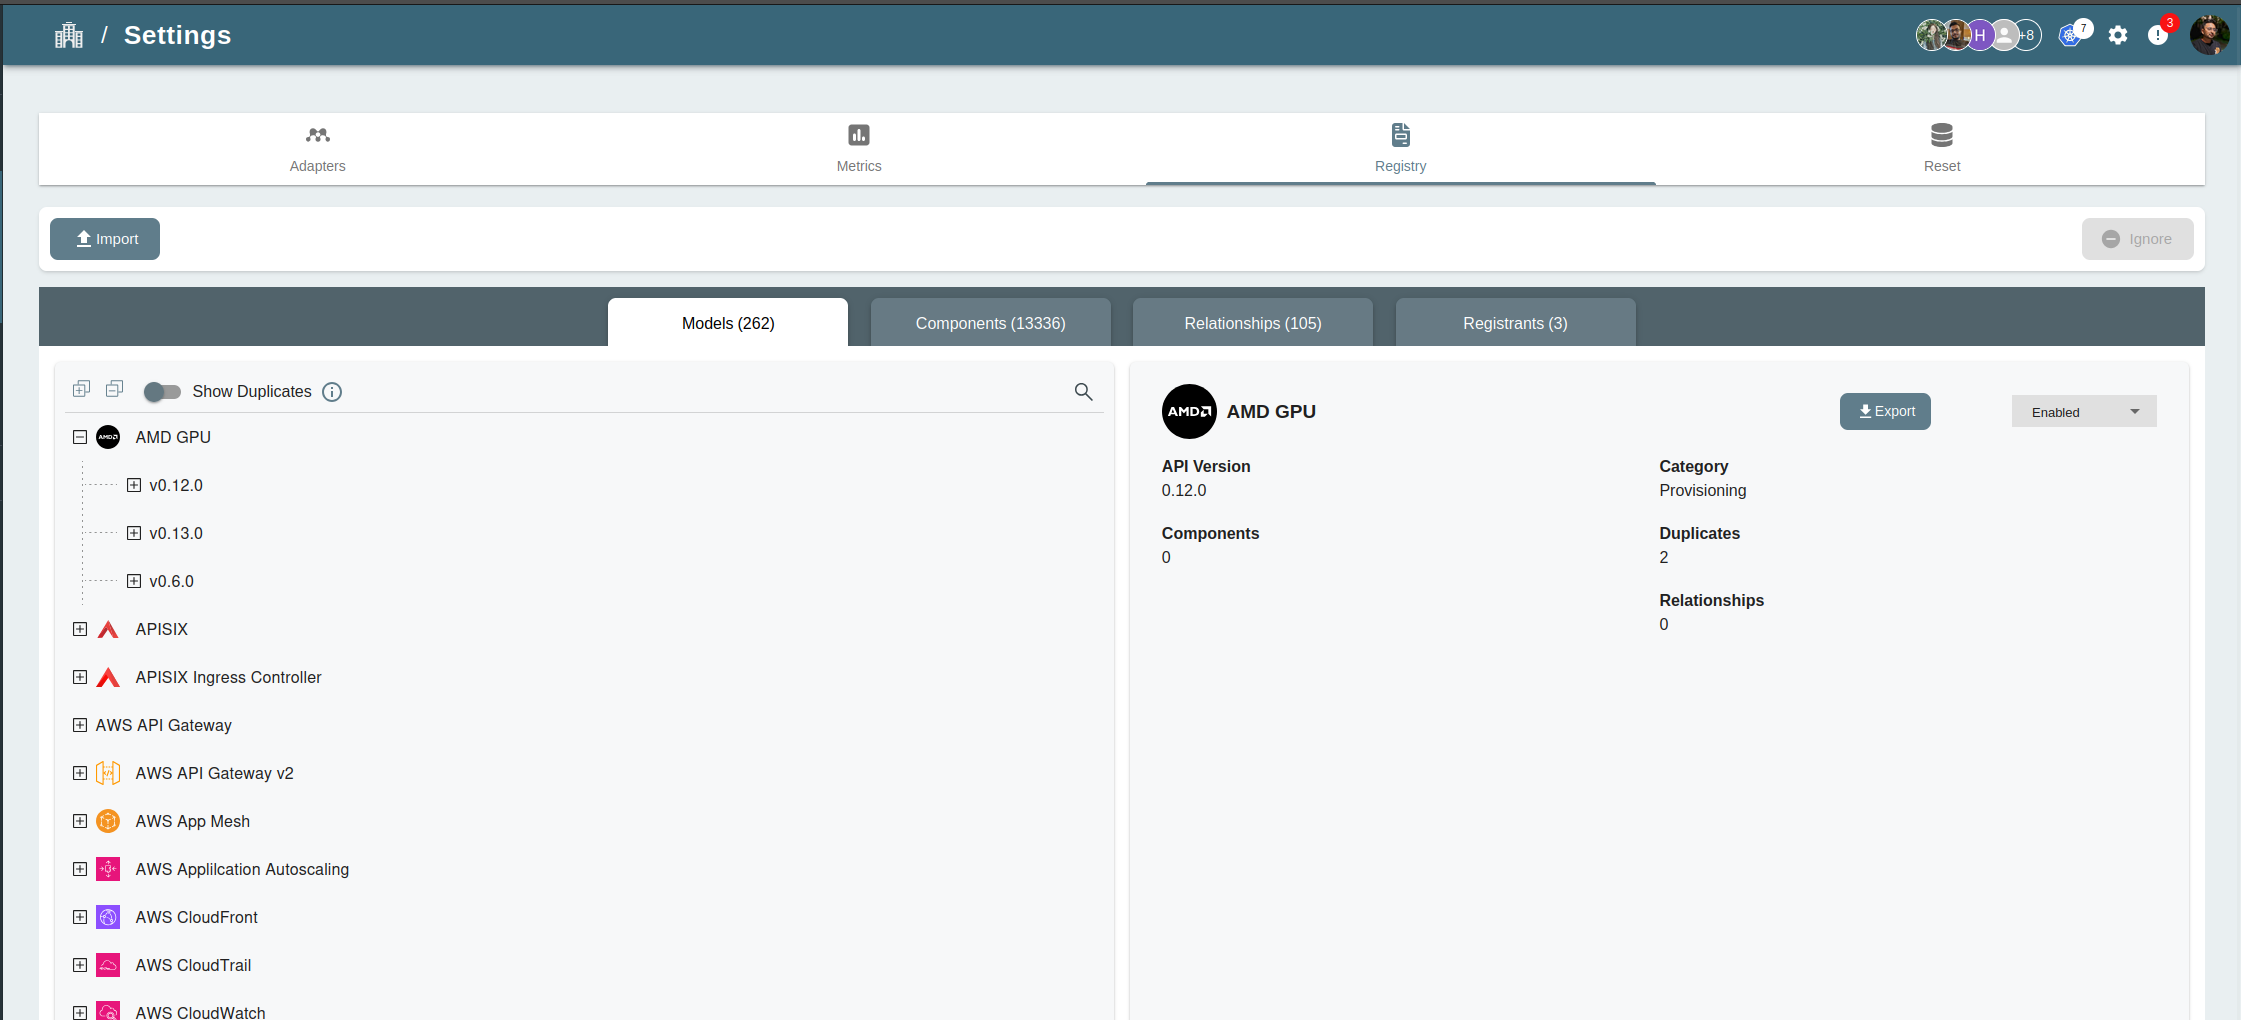 / Settings
H +8 7 3
Adapters Metrics Registry Reset
Import Ignore
Models (262) Components (13336) Relationships (105) Registrants (3)
Show Duplicates
AMD GPU
v0.12.0
v0.13.0
v0.6.0
APISIX
APISIX Ingress Controller
AWS API Gateway
AWS API Gateway v2
AWS App Mesh
AWS Applilcation Autoscaling
AWS CloudFront
AWS CloudTrail
AWS CloudWatch
AMD AMD GPU Export Enabled
API Version
0.12.0
Category
Provisioning
Components
0
Duplicates
2
Relationships
0